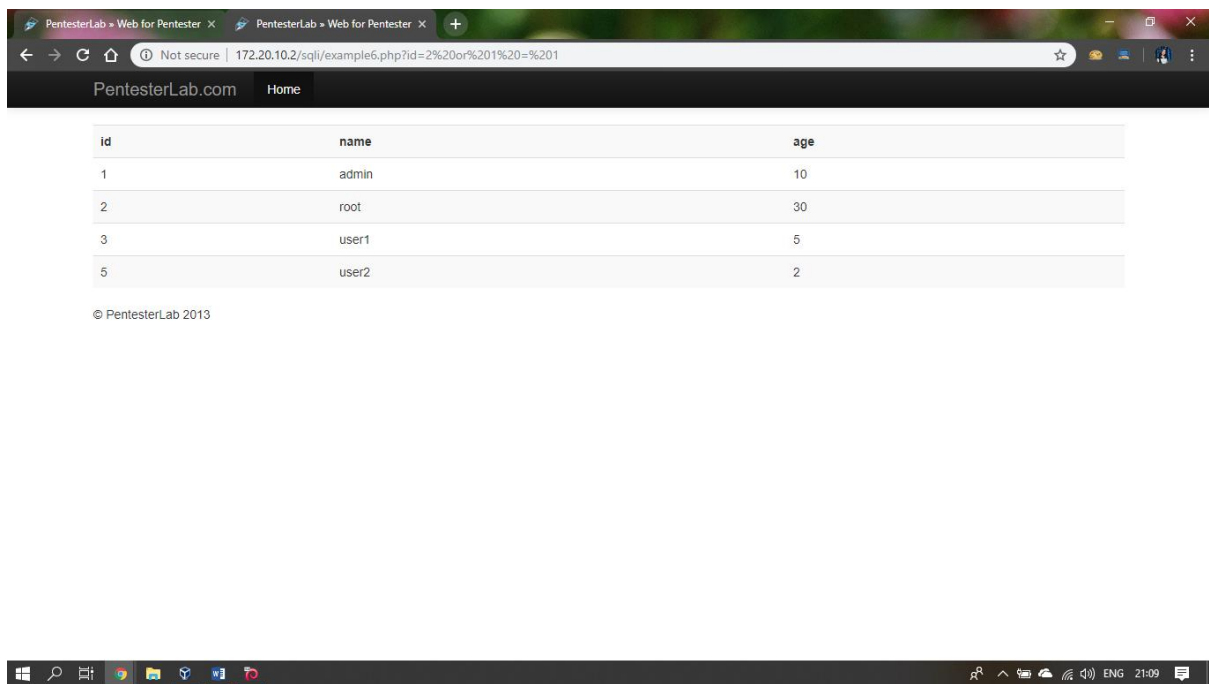 PentesterLab » Web for Pentester PentesterLab » Web for Pentester
Not secure | 172.20.10.2/sqli/example6.php?id=2%20or%201%20=%201
PentesterLab.com Home
id name age
1 admin 10
2 root 30
3 user1 5
5 user2 2
© PentesterLab 2013
ENG 21:09